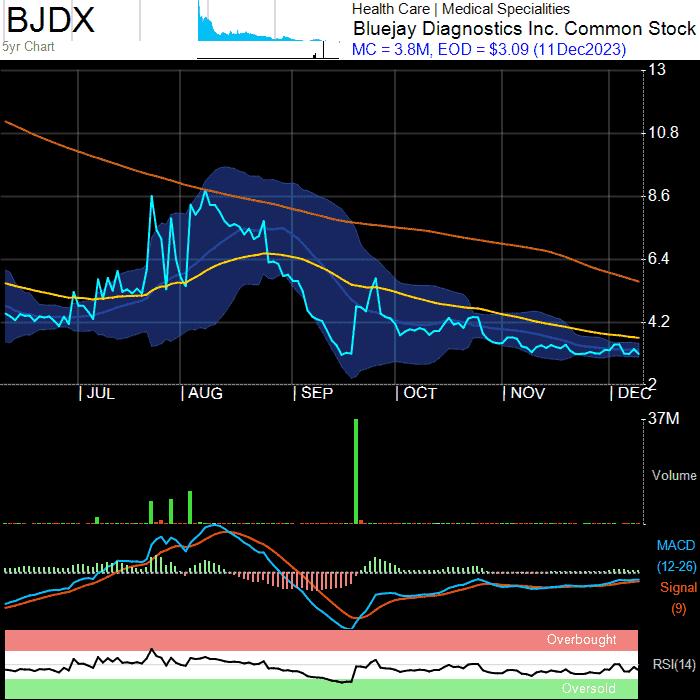 BJDX
5yr Chart
Health Care | Medical Specialities
Bluejay Diagnostics Inc. Common Stock
MC = 3.8M, EOD = $3.09 (11Dec2023)
13
10.8
8.6
6.4
4.2
2
| JUL | AUG | SEP | OCT | NOV | DEC
37M
Volume
MACD
(12-26)
Signal
(9)
Overbought
RSI(14)
Oversold